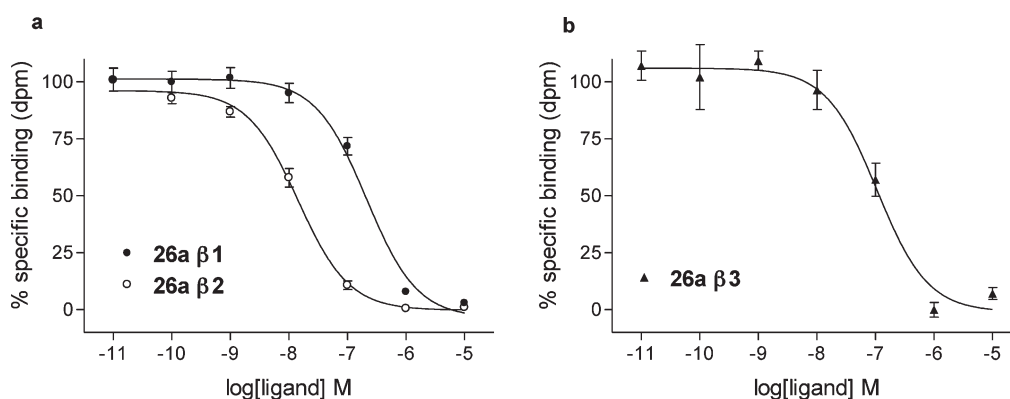 a
% specific binding (dpm)
100
75
50
25
0
26a β1
26a β2
-11 -10 -9 -8 -7 -6 -5
log[ligand] M
b
% specific binding (dpm)
100
75
50
25
0
26a β3
-11 -10 -9 -8 -7 -6 -5
log[ligand] M